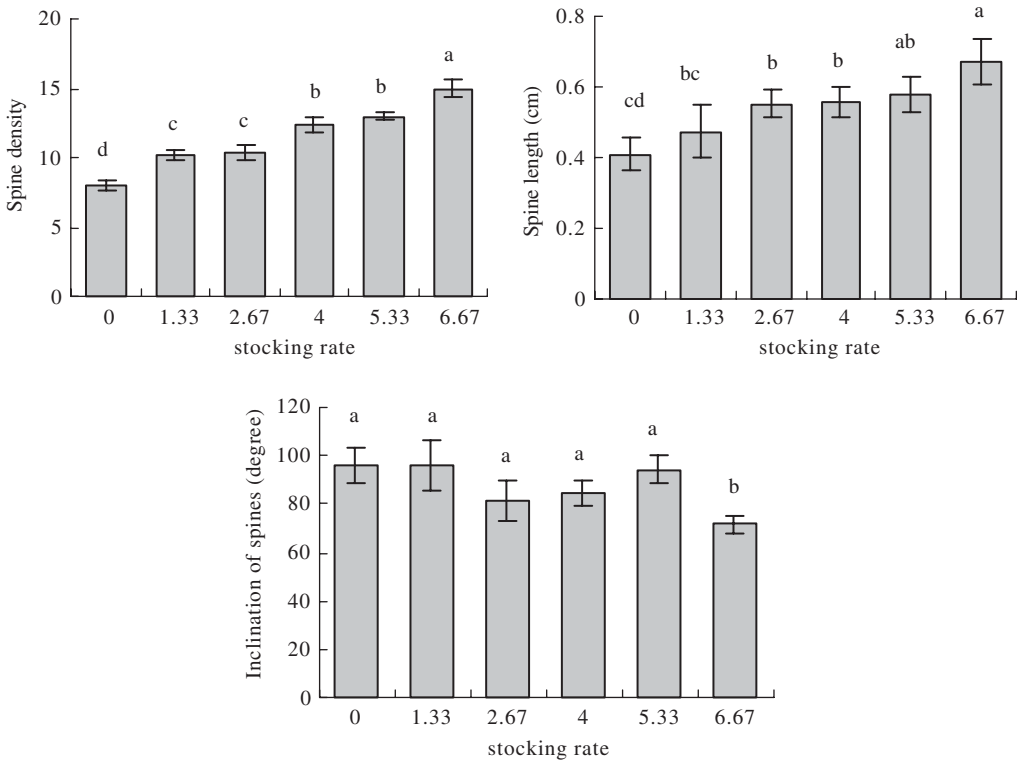 20
15
10
5
0
Spine density
d
c
c
b
b
a
0 1.33 2.67 4 5.33 6.67
stocking rate
0.8
0.6
0.4
0.2
0
Spine length (cm)
cd
bc
b
b
ab
a
0 1.33 2.67 4 5.33 6.67
stocking rate
120
100
80
60
40
20
0
Inclination of spines (degree)
a
a
a
a
a
b
0 1.33 2.67 4 5.33 6.67
stocking rate